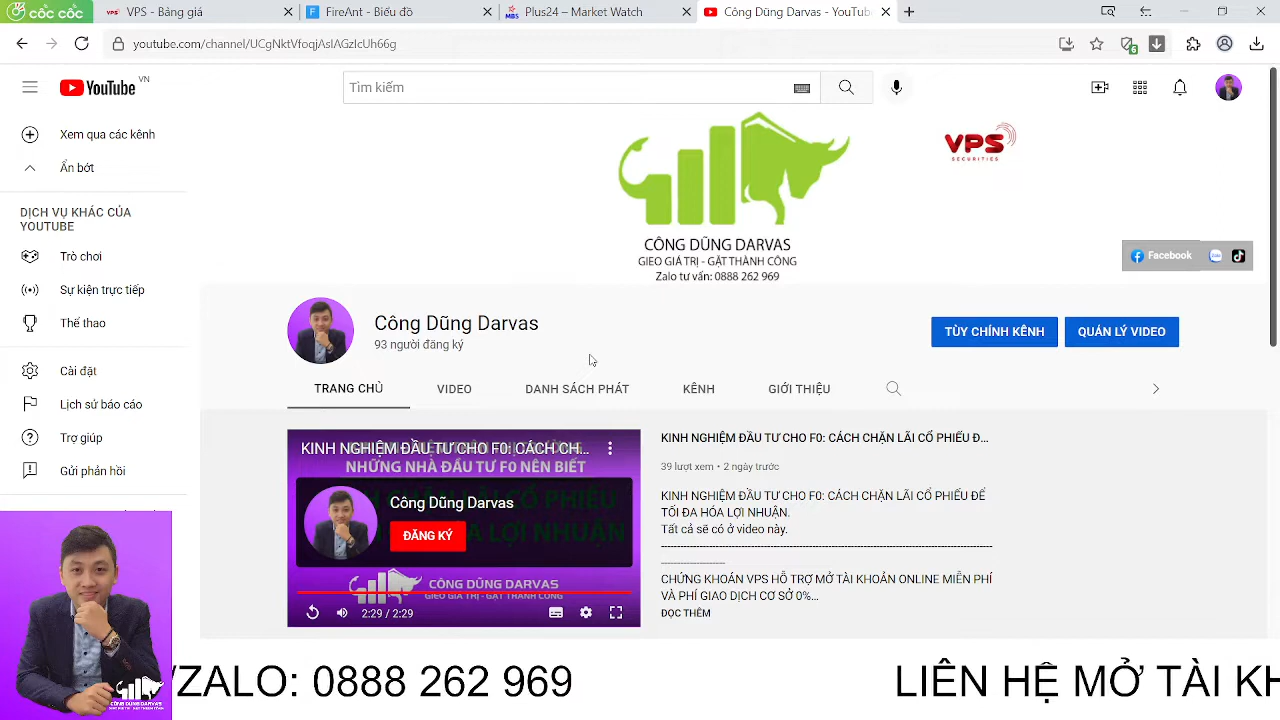 cốc cốc
VPS - Bảng giá
FireAnt - Biểu đồ
MBS
Plus24 – Market Watch
Công Dũng Darvas - YouTube
youtube.com/channel/UCgNktVfoqjAslAGzIcUh66g
6
YouTube
VN
Tìm kiếm
Xem qua các kênh
Ẩn bớt
DỊCH VỤ KHÁC CỦA
YOUTUBE
Trò chơi
Sự kiện trực tiếp
Thể thao
Cài đặt
Lịch sử báo cáo
Trợ giúp
Gửi phản hồi
VPS
SECURITIES
CÔNG DŨNG DARVAS
GIEO GIÁ TRỊ - GẶT THÀNH CÔNG
Zalo tư vấn: 0888 262 969
Facebook
Zalo
Công Dũng Darvas
93 người đăng ký
TÙY CHỈNH KÊNH
QUẢN LÝ VIDEO
TRANG CHỦ
VIDEO
DANH SÁCH PHÁT
KÊNH
GIỚI THIỆU
KINH NGHIỆM ĐẦU TƯ CHO F0: CÁCH CH...
NHỮNG NHÀ ĐẦU TƯ F0 NÊN BIẾT
Công Dũng Darvas
ĐĂNG KÝ
CÔNG DŨNG DARVAS
GIEO GIÁ TRỊ - GẶT THÀNH CÔNG
2:29 / 2:29
KINH NGHIỆM ĐẦU TƯ CHO F0: CÁCH CHẶN LÃI CỔ PHIẾU Đ...
39 lượt xem • 2 ngày trước
KINH NGHIỆM ĐẦU TƯ CHO F0: CÁCH CHẶN LÃI CỔ PHIẾU ĐỂ
TỐI ĐA HÓA LỢI NHUẬN.
Tất cả sẽ có ở video này.
CHỨNG KHOÁN VPS HỖ TRỢ MỞ TÀI KHOẢN ONLINE MIỄN PHÍ
VÀ PHÍ GIAO DỊCH CƠ SỞ 0%...
ĐỌC THÊM
CÔNG DŨNG DARVAS
/ZALO: 0888 262 969
LIÊN HỆ MỞ TÀI KH